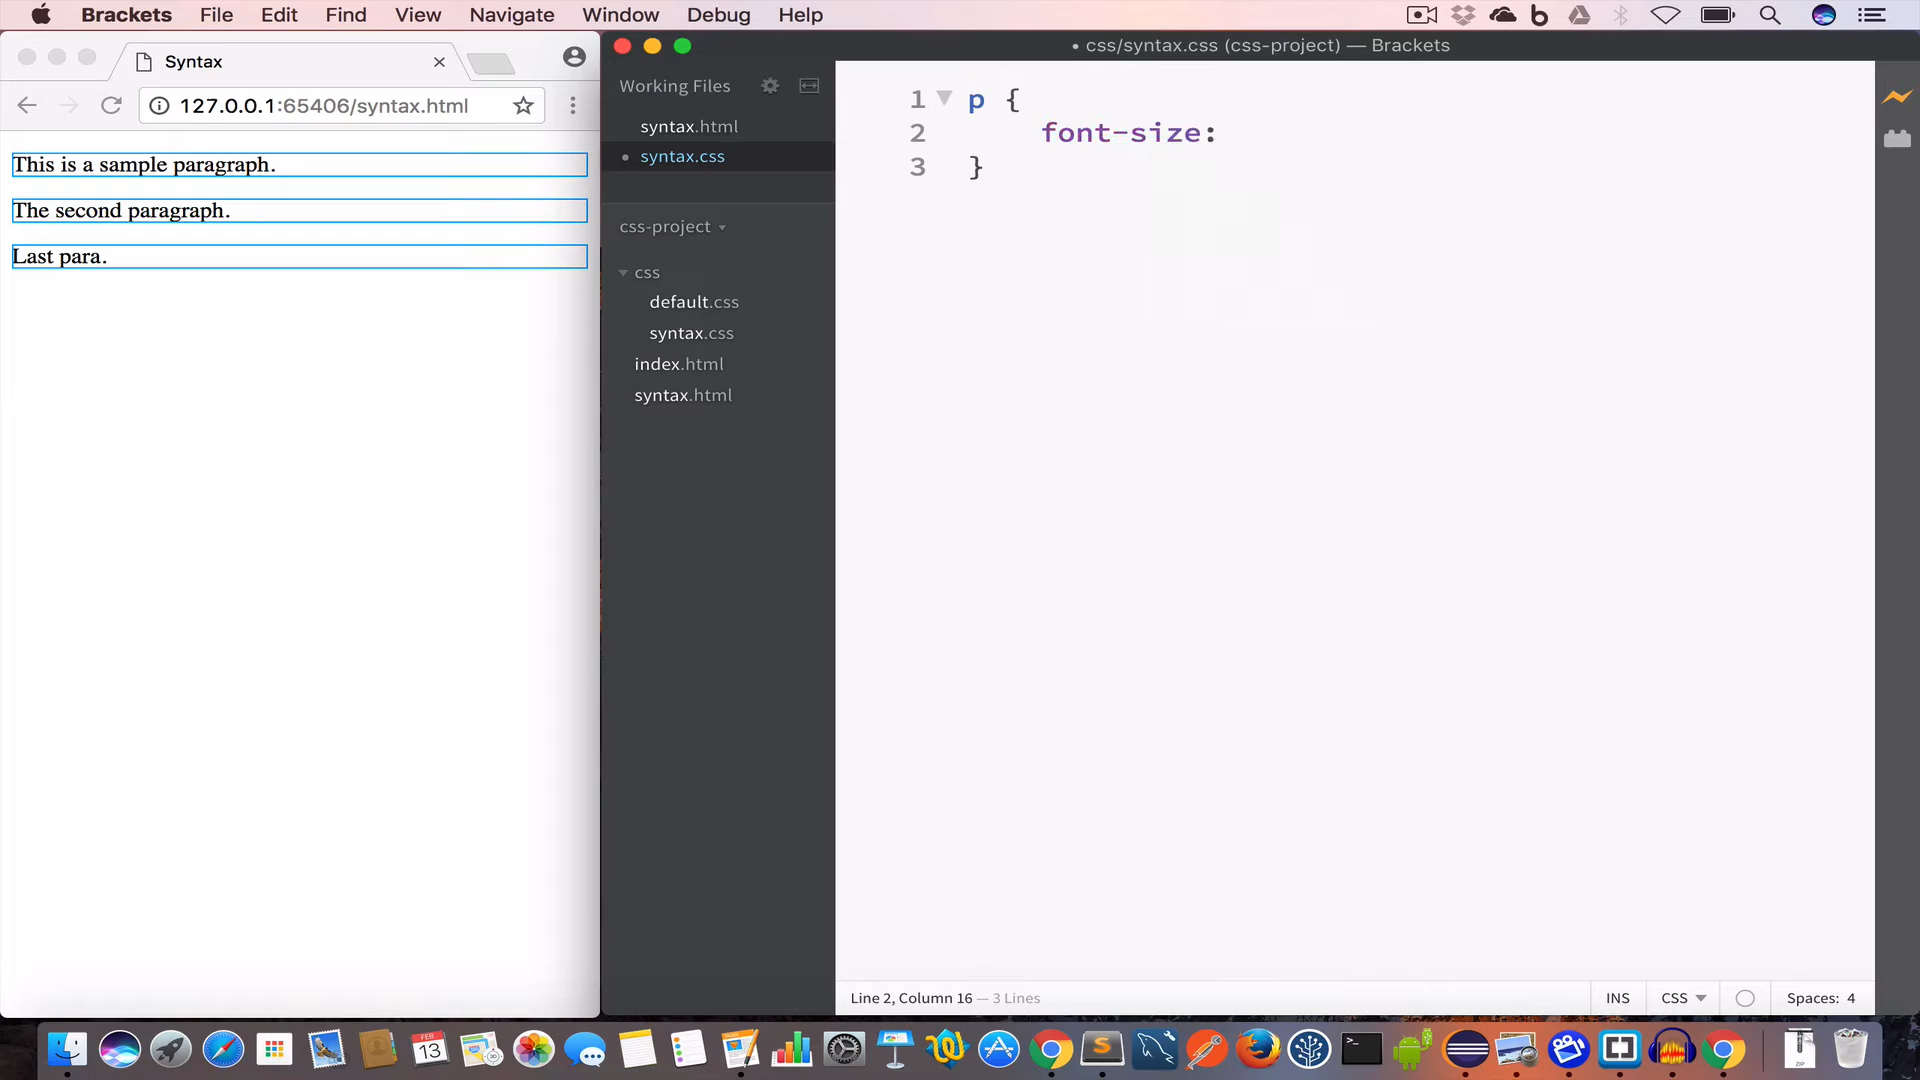 Brackets File Edit Find View Navigate Window Debug Help
Syntax
127.0.0.1:65406/syntax.html
This is a sample paragraph.
The second paragraph.
Last para.
• css/syntax.css (css-project) — Brackets
Working Files
syntax.html
syntax.css
css-project
css
default.css
syntax.css
index.html
syntax.html
1 p {
2 font-size:
3 }
Line 2, Column 16 — 3 Lines
INS
CSS
Spaces: 4
FEB
13